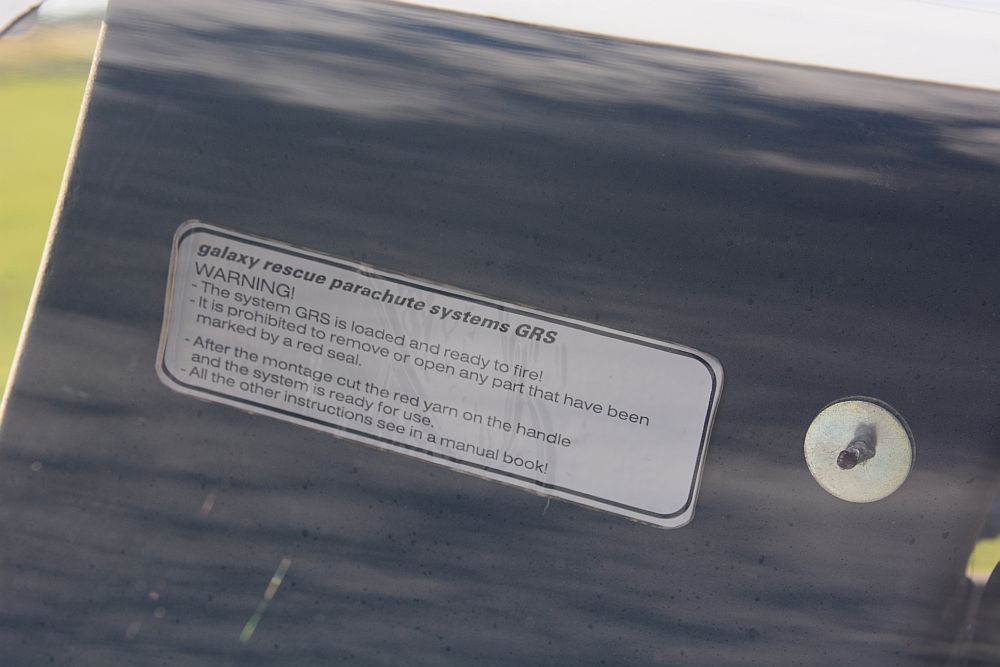 galaxy rescue parachute systems GRS
WARNING!
- The system GRS is loaded and ready to fire!
- It is prohibited to remove or open any part that have been
marked by a red seal.
- After the montage cut the red yarn on the handle
and the system is ready for use.
- All the other instructions see in a manual book!